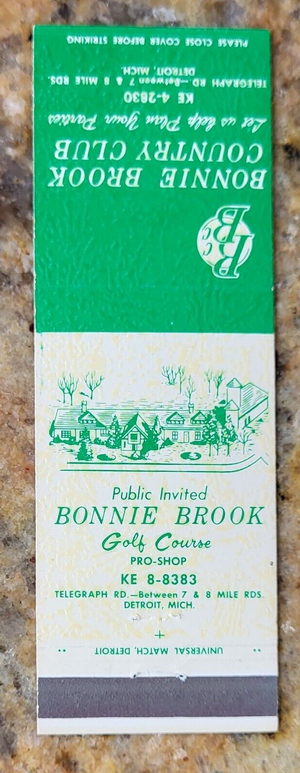 PLEASE CLOSE COVER BEFORE STRIKING
BBCC
BONNIE BROOK
COUNTRY CLUB
Let us help Plan Your Parties
KE 4-2830
TELEGRAPH RD—Between 7 & 8 MILE RDS.
DETROIT, MICH.
Public Invited
BONNIE BROOK
Golf Course
PRO-SHOP
KE 8-8383
TELEGRAPH RD.—Between 7 & 8 MILE RDS.
DETROIT, MICH.
UNIVERSAL MATCH, DETROIT